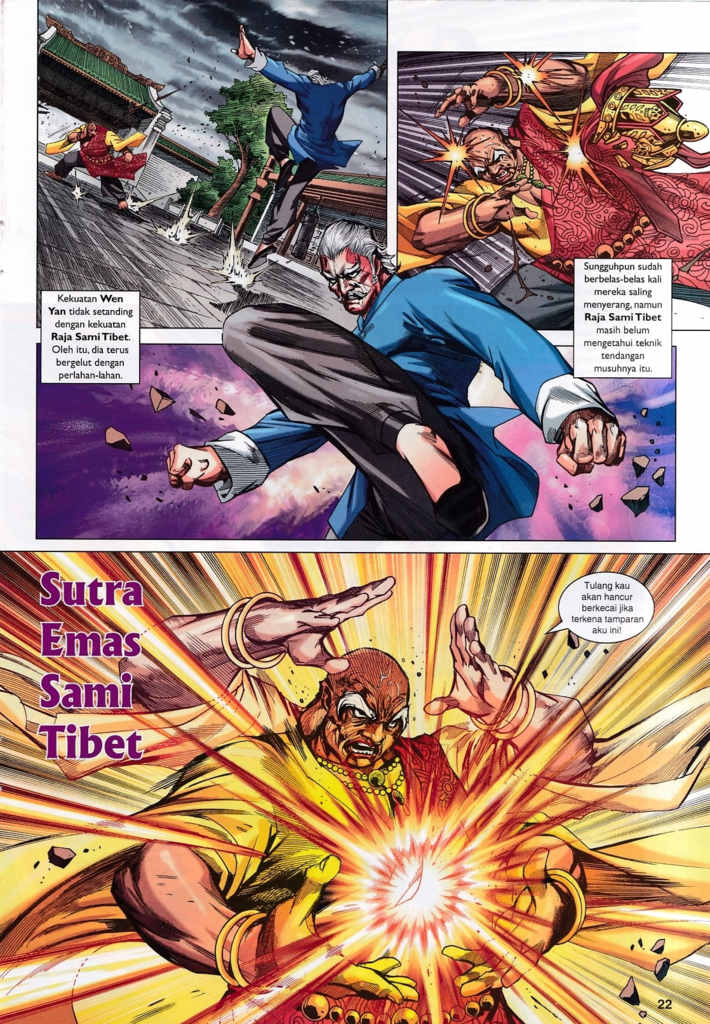 Kekuatan Wen
Yan tidak setanding
dengan kekuatan
Raja Sami Tibet.
Oleh itu, dia terus
bergelut dengan
perlahan-lahan.
Sungguhpun sudah
berbelas-belas kali
mereka saling
menyerang, namun
Raja Sami Tibet
masih belum
mengetahui teknik
tendangan
musuhnya itu.
Sutra
Emas
Sami
Tibet
Tulang kau
akan hancur
berkecai jika
terkena tamparan
aku ini!
22